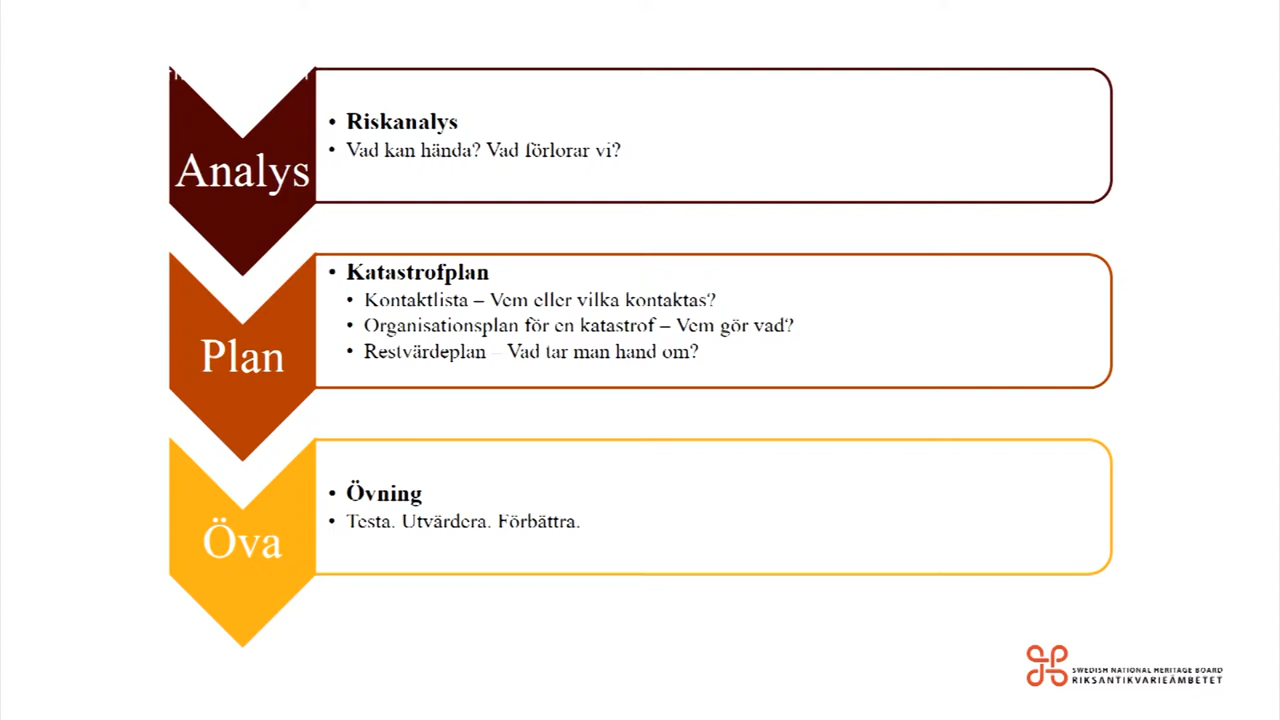 Analys
• Riskanalys
• Vad kan hända? Vad förlorar vi?
Plan
• Katastrofplan
• Kontaktlista – Vem eller vilka kontaktas?
• Organisationsplan för en katastrof – Vem gör vad?
• Restvärdeplan – Vad tar man hand om?
Öva
• Övning
• Testa. Utvärdera. Förbättra.
SWEDISH NATIONAL HERITAGE BOARD
RIKSANTIKVARIEÄMBETET